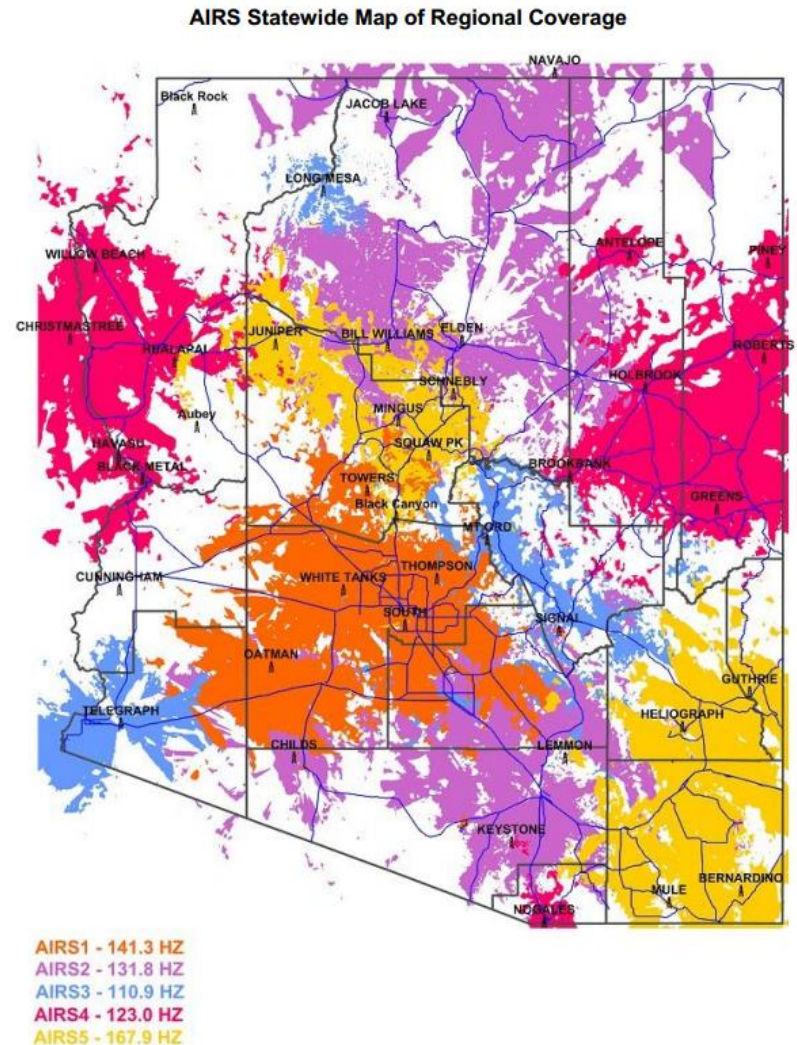 AIRS Statewide Map of Regional Coverage
NAVAJO
Black Rock
JACOB LAKE
LONG MESA
ANTELOPE
PINEY
WILLOW BEACH
CHRISTMASTREE
JUNIPER
BILL WILLIAMS
ELDEN
HUALAPAI
ROBERTS
HOLBROOK
SCHNEBLY
MINGUS
Aubey
SQUAW PK
HAVASU
BLACK METAL
BROOKBANK
TOWERS
GREENS
Black Canyon
MT ORD
CUNNINGHAM
WHITE TANKS
THOMPSON
SOUTH
SIGNAL
OATMAN
GUTHRIE
TELEGRAPH
HELIOGRAPH
CHILDS
LEMMON
KEYSTONE
BERNARDINO
MULE
NOGALES
AIRS1 - 141.3 HZ
AIRS2 - 131.8 HZ
AIRS3 - 110.9 HZ
AIRS4 - 123.0 HZ
AIRS5 - 167.9 HZ